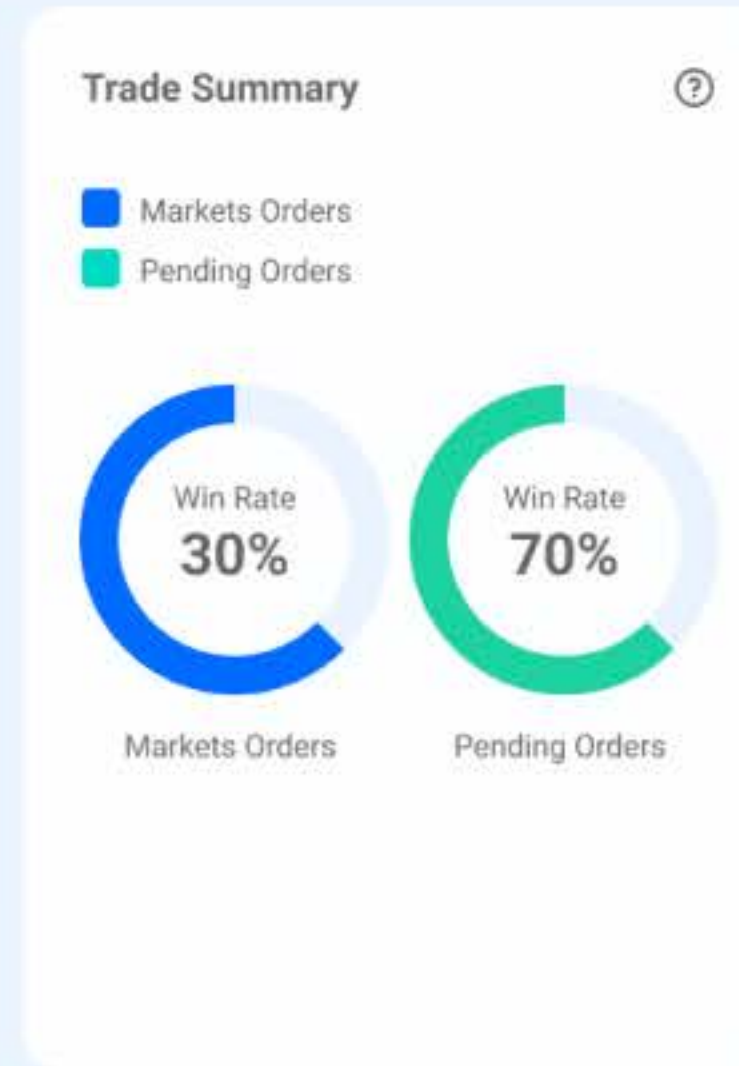 Trade Summary
?
Markets Orders
Pending Orders
Win Rate
30%
Markets Orders
Win Rate
70%
Pending Orders